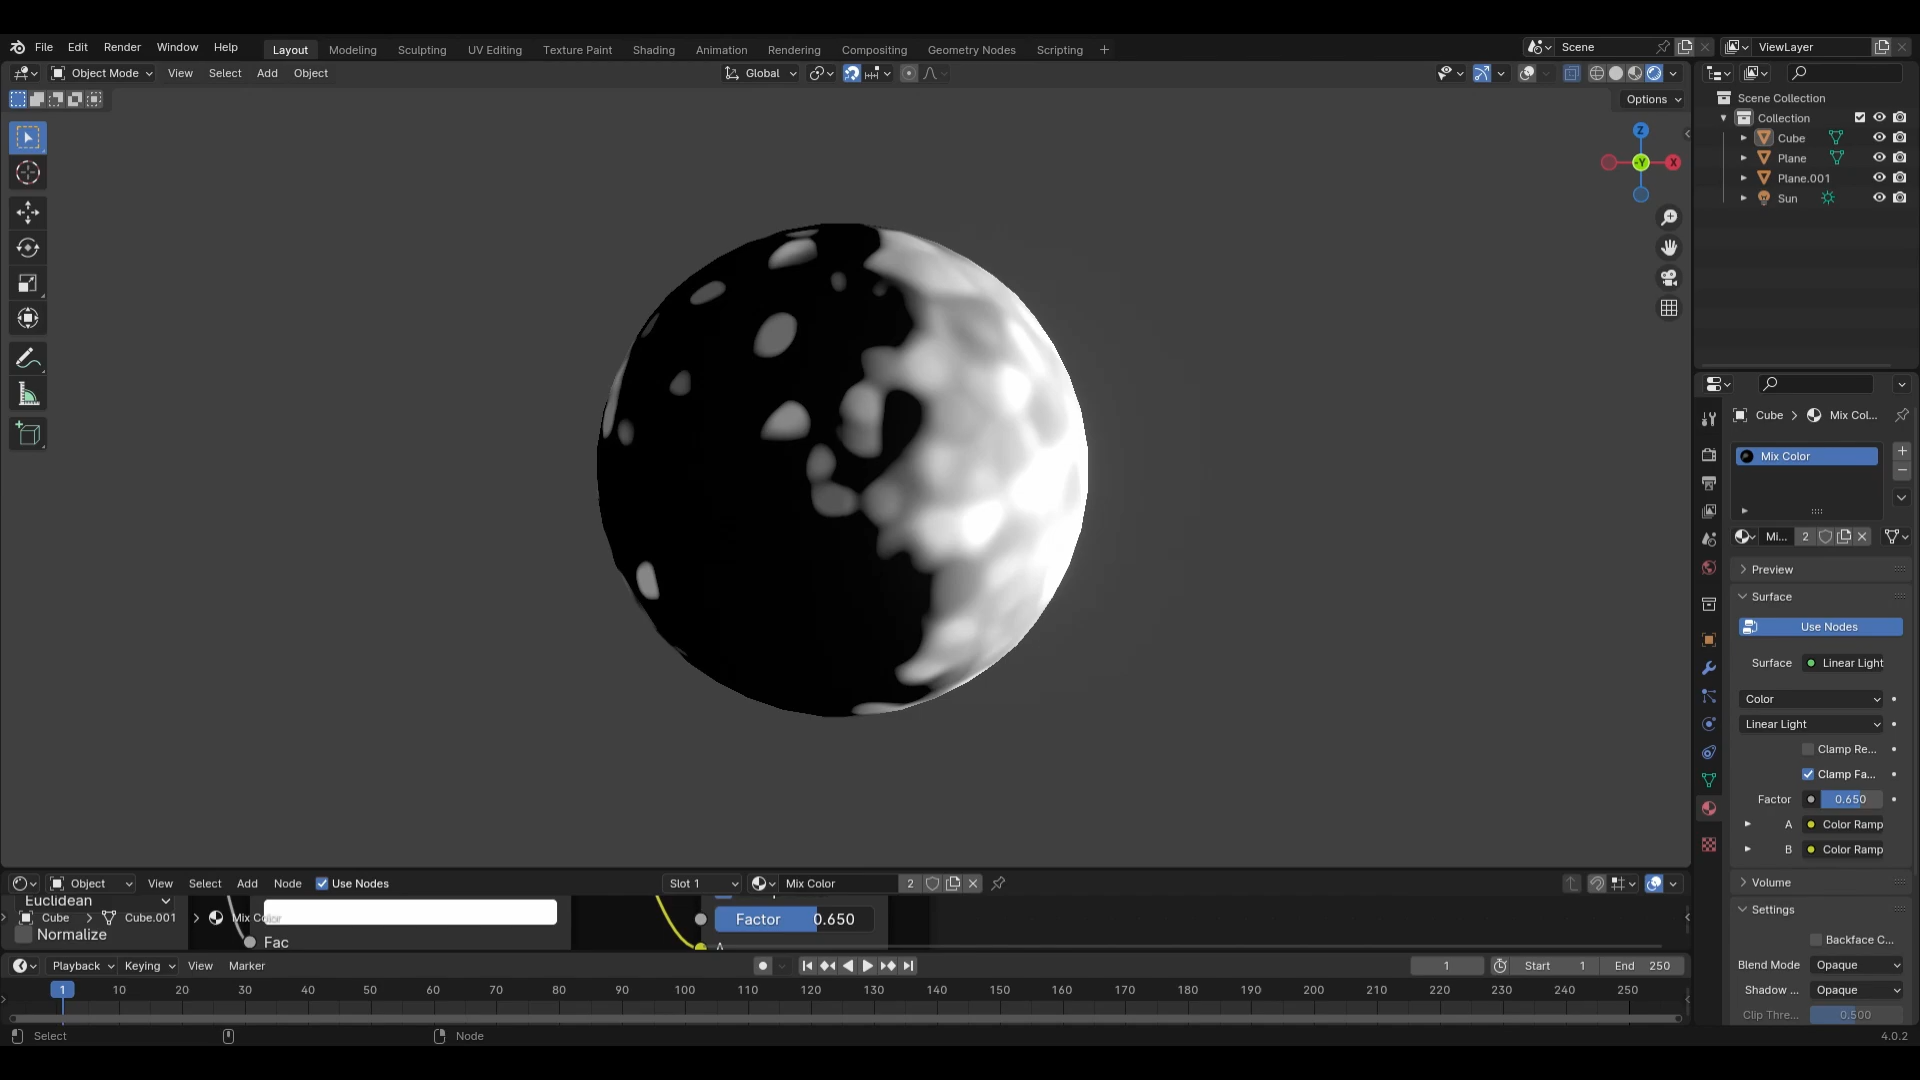 File Edit Render Window Help Layout Modeling Sculpting UV Editing Texture Paint Shading Animation Rendering Compositing Geometry Nodes Scripting + Scene ViewLayer
Object Mode View Select Add Object Global
Options
Z
-Y X
Scene Collection
Collection
Cube
Plane
Plane.001
Sun
Cube Mix Col...
Mix Color
Mi... 2
Preview
Surface
Use Nodes
Surface Linear Light
Color
Linear Light
Clamp Re...
Clamp Fa...
Factor 0.650
A Color Ramp
B Color Ramp
Volume
Settings
Backface C...
Blend Mode Opaque
Shadow ... Opaque
Clip Thre... 0.500
Object View Select Add Node Use Nodes Slot 1 Mix Color 2
Euclidean
Cube Cube.001 Mix Color Factor 0.650
Normalize
Fac
Playback Keying View Marker 1 Start 1 End 250
1 10 20 30 40 50 60 70 80 90 100 110 120 130 140 150 160 170 180 190 200 210 220 230 240 250
Select Node 4.0.2